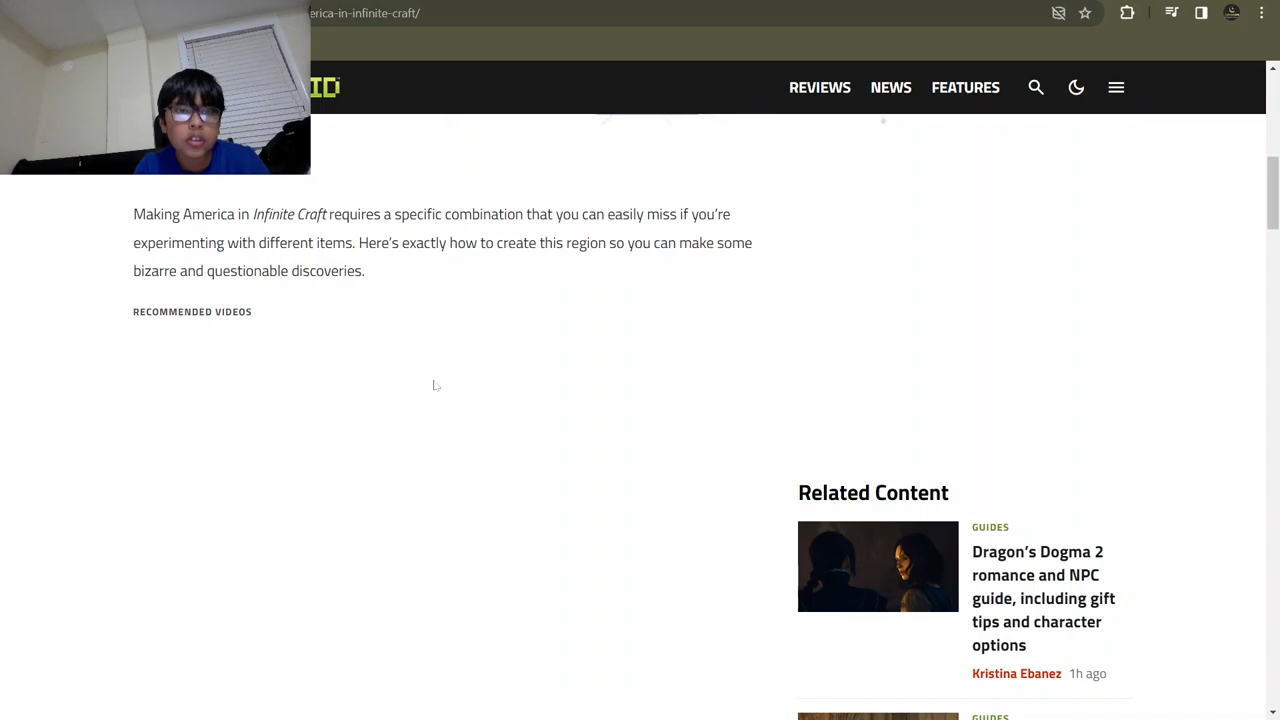 erica-in-infinite-craft/
ID
REVIEWS NEWS FEATURES
Making America in Infinite Craft requires a specific combination that you can easily miss if you're
experimenting with different items. Here's exactly how to create this region so you can make some
bizarre and questionable discoveries.
RECOMMENDED VIDEOS
Related Content
GUIDES
Dragon's Dogma 2
romance and NPC
guide, including gift
tips and character
options
Kristina Ebanez 1h ago
GUIDES